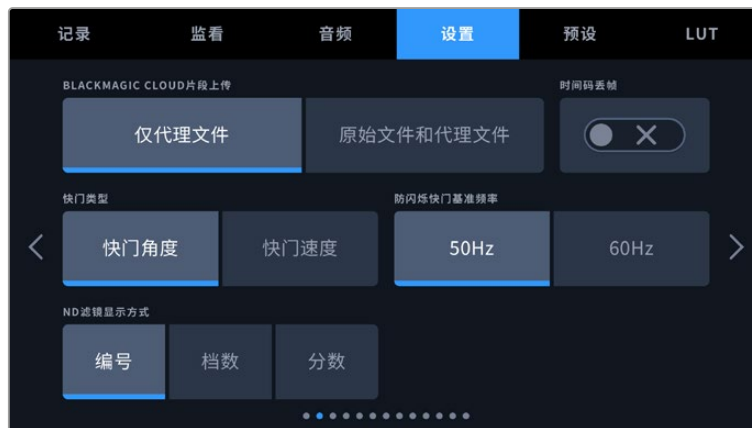 记录 监看 音频 设置 预设 LUT
BLACKMAGIC CLOUD片段上传 时间码丢帧
仅代理文件 原始文件和代理文件
快门类型 防闪烁快门基准频率
快门角度 快门速度 50Hz 60Hz
ND滤镜显示方式
编号 档数 分数